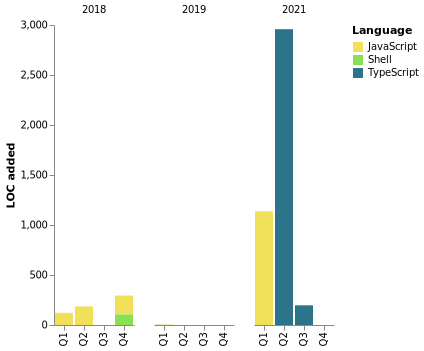 2018 2019 2021
Language
JavaScript
Shell
TypeScript
LOC added
3,000
2,500
2,000
1,500
1,000
500
0
Q1 Q2 Q3 Q4 Q1 Q2 Q3 Q4 Q1 Q2 Q3 Q4